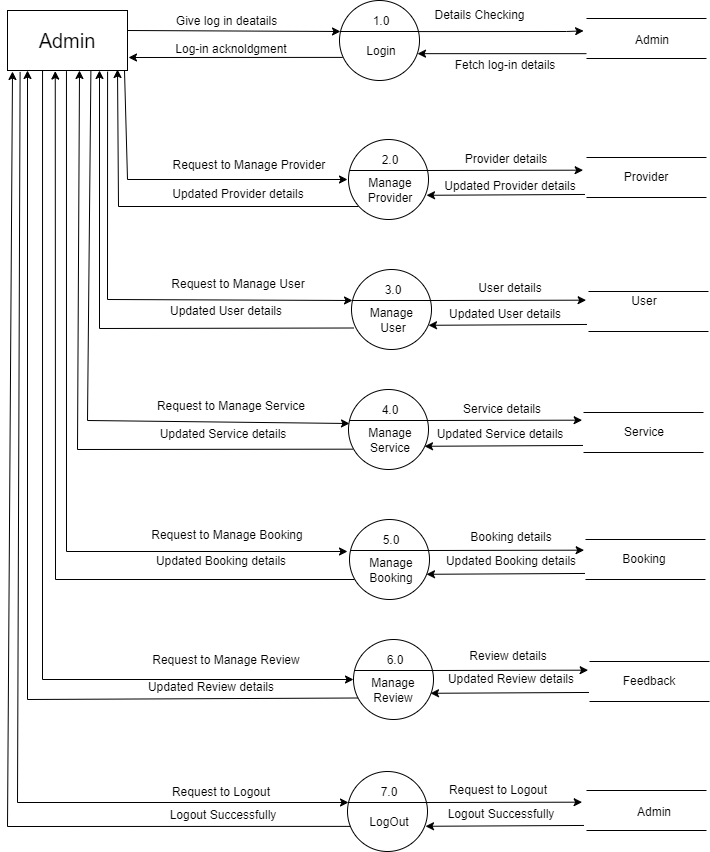 Admin
Give log in deatails
1.0
Details Checking
Log-in acknoldgment
Login
Admin
Fetch log-in details
Request to Manage Provider
2.0
Provider details
Updated Provider details
Manage
Provider
Updated Provider details
Provider
Request to Manage User
3.0
User details
Updated User details
Manage
User
Updated User details
User
Request to Manage Service
4.0
Service details
Updated Service details
Manage
Service
Updated Service details
Service
Request to Manage Booking
5.0
Booking details
Updated Booking details
Manage
Booking
Updated Booking details
Booking
Request to Manage Review
6.0
Review details
Updated Review details
Manage
Review
Updated Review details
Feedback
Request to Logout
7.0
Request to Logout
Logout Successfully
LogOut
Logout Successfully
Admin